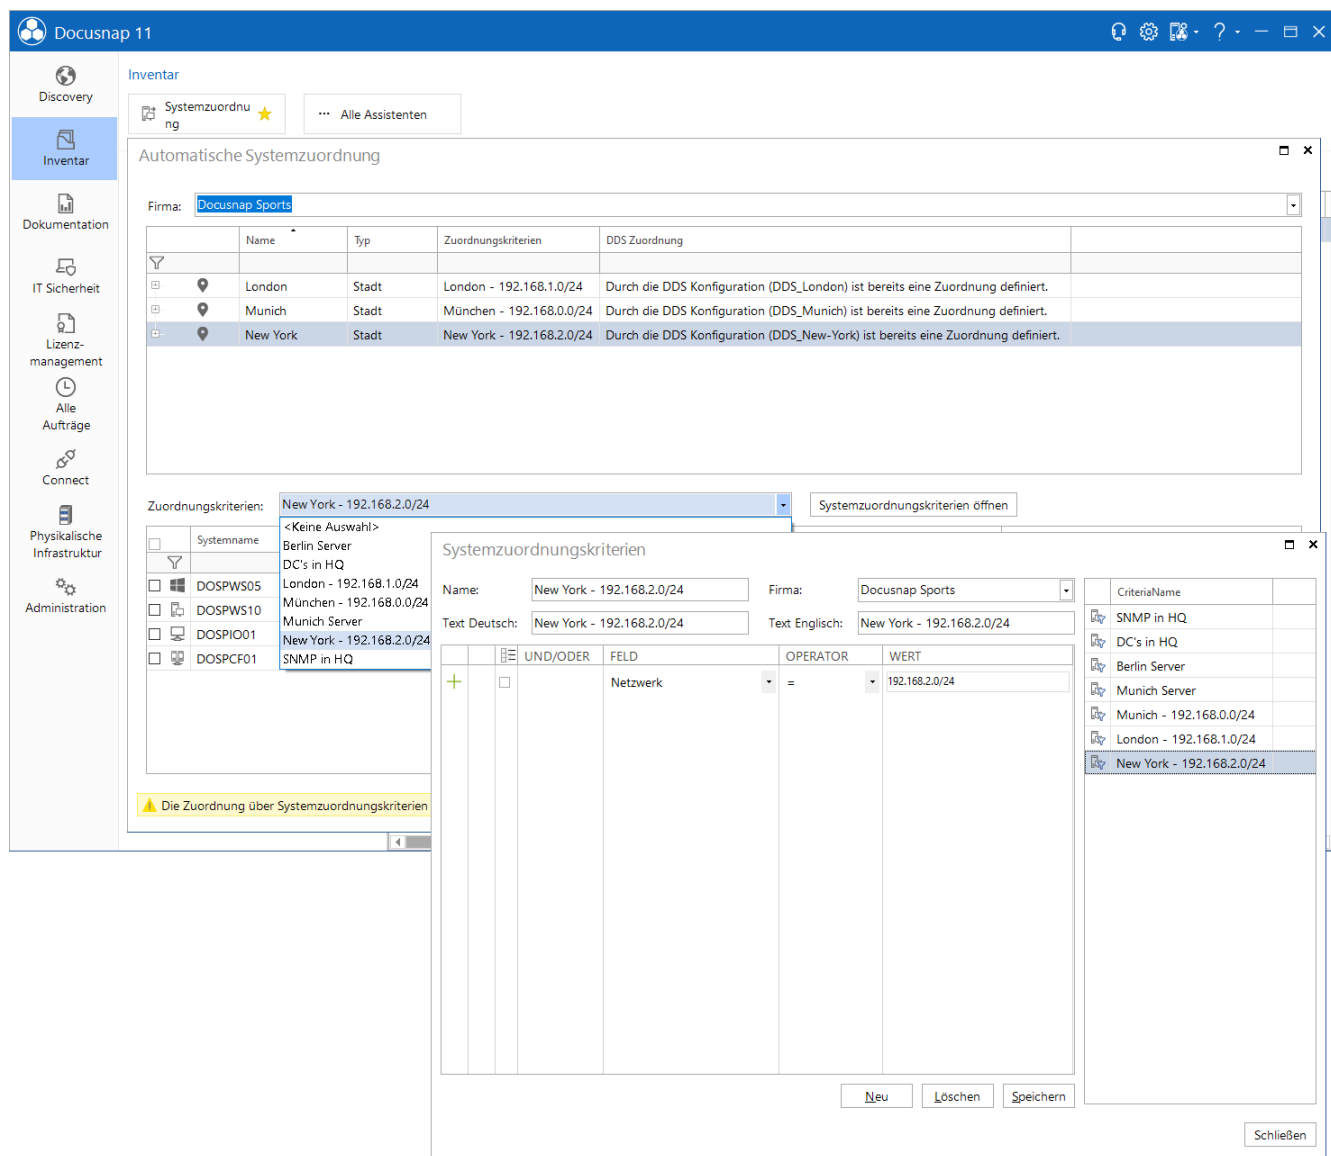 Docusnap 11
?
Discovery
Inventar
Dokumentation
IT Sicherheit
Lizenz-
management
Alle
Aufträge
Connect
Physikalische
Infrastruktur
Administration
Inventar
Systemzuordnu
ng
··· Alle Assistenten
Automatische Systemzuordnung
Firma: Docusnap Sports
Name Typ Zuordnungskriterien DDS Zuordnung
London Stadt London - 192.168.1.0/24 Durch die DDS Konfiguration (DDS_London) ist bereits eine Zuordnung definiert.
Munich Stadt München - 192.168.0.0/24 Durch die DDS Konfiguration (DDS_Munich) ist bereits eine Zuordnung definiert.
New York Stadt New York - 192.168.2.0/24 Durch die DDS Konfiguration (DDS_New-York) ist bereits eine Zuordnung definiert.
Zuordnungskriterien: New York - 192.168.2.0/24 Systemzuordnungskriterien öffnen
<Keine Auswahl>
Berlin Server
DC's in HQ
London - 192.168.1.0/24
München - 192.168.0.0/24
Munich Server
New York - 192.168.2.0/24
SNMP in HQ
Systemname
DOSPWS05
DOSPWS10
DOSPIO01
DOSPCF01
Die Zuordnung über Systemzuordnungskriterien
Systemzuordnungskriterien
Name: New York - 192.168.2.0/24 Firma: Docusnap Sports
Text Deutsch: New York - 192.168.2.0/24 Text Englisch: New York - 192.168.2.0/24
UND/ODER FELD OPERATOR WERT
Netzwerk = 192.168.2.0/24
CriteriaName
SNMP in HQ
DC's in HQ
Berlin Server
Munich Server
Munich - 192.168.0.0/24
London - 192.168.1.0/24
New York - 192.168.2.0/24
Neu Löschen Speichern
Schließen